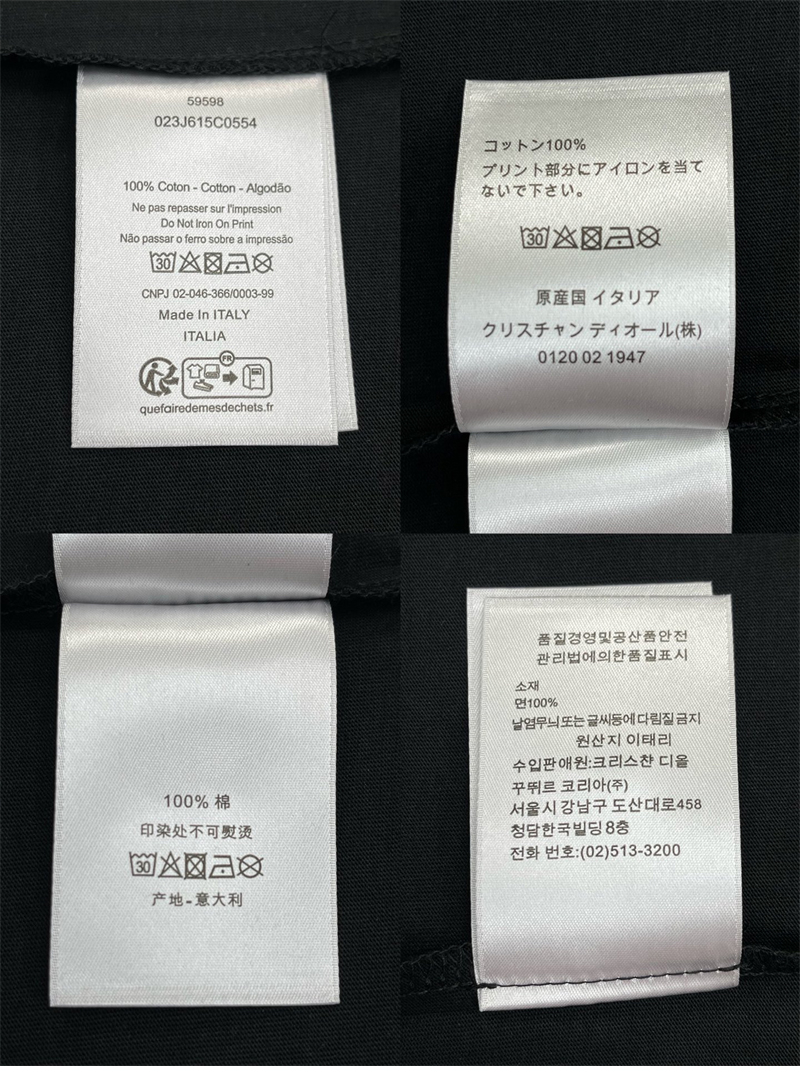 59598
023J615C0554
100% Coton - Cotton - Algodão
Ne pas repasser sur l'impression
Do Not Iron On Print
Não passar o ferro sobre a impressão
30
CNPJ 02-046-366/0003-99
Made In ITALY
ITALIA
FR
quefairedemesdechets.fr
コットン100%
プリント部分にアイロンを当て
ないで下さい。
30
原産国 イタリア
クリスチャン ディオール(株)
0120 02 1947
100% 棉
印染处不可熨烫
30
产地-意大利
품질경영및공산품안전
관리법에의한품질표시
소재
면100%
날염무늬또는글씨등에다림질금지
원산지 이태리
수입판애원:크리스챤 디올
꾸뛰르 코리아(주)
서울시강남구 도산대로458
청담한국빌딩8층
전화 번호:(02)513-3200